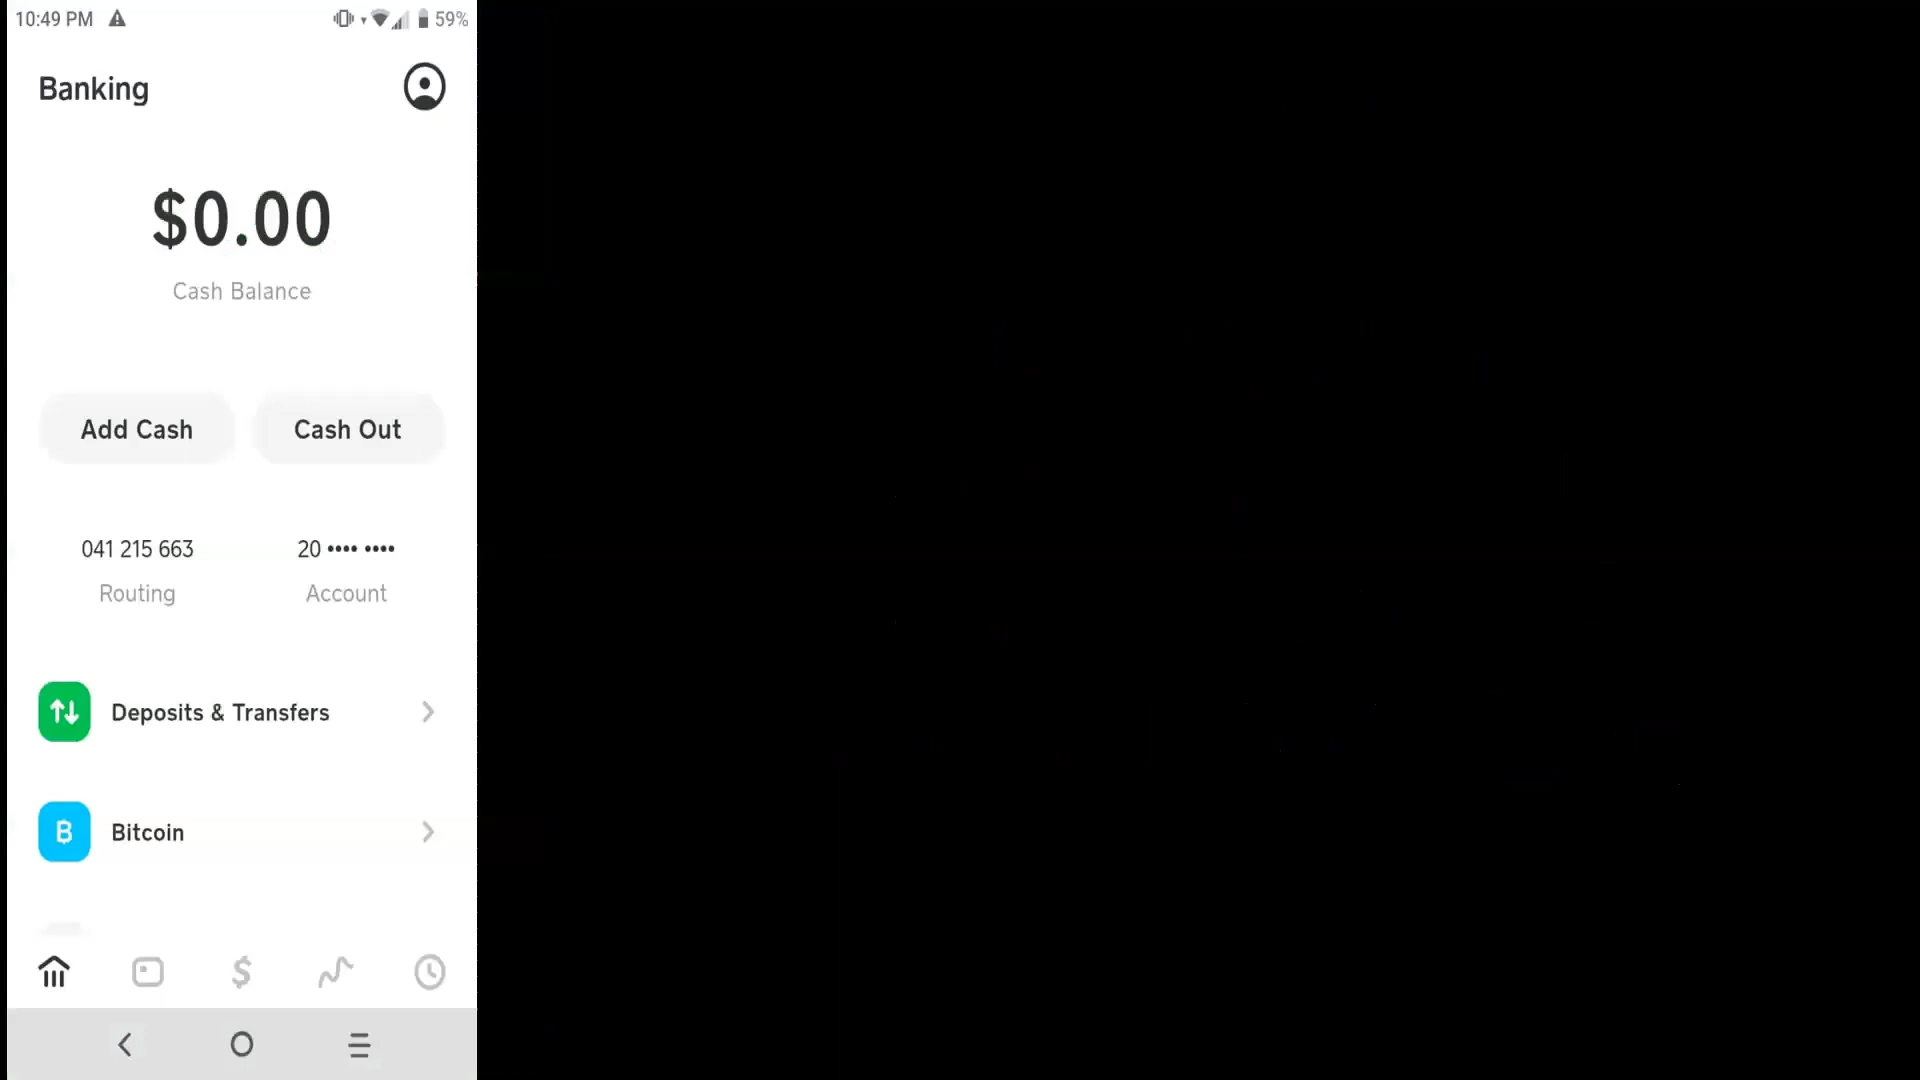 10:49 PM 59%
Banking
$0.00
Cash Balance
Add Cash Cash Out
041 215 663 20 •••• ••••
Routing Account
Deposits & Transfers
Bitcoin